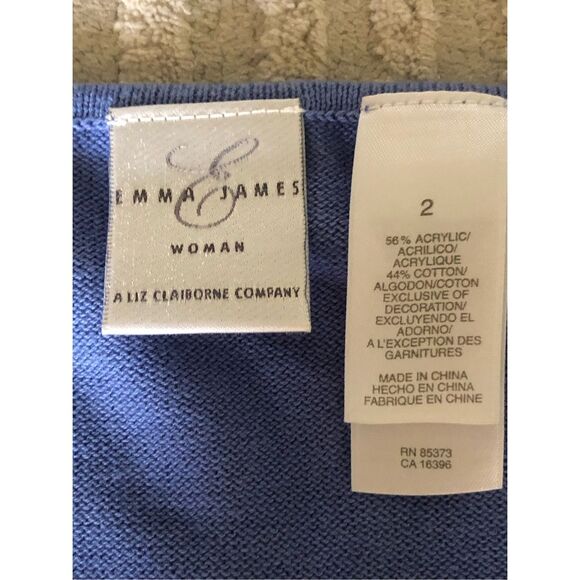 E
EMMA JAMES
WOMAN
A LIZ CLAIBORNE COMPANY
2
56% ACRYLIC/
ACRILICO/
ACRYLIQUE
44% COTTON/
ALGODON/COTON
EXCLUSIVE OF
DECORATION/
EXCLUYENDO EL
ADORNO/
A L'EXCEPTION DES
GARNITURES
MADE IN CHINA
HECHO EN CHINA
FABRIQUE EN CHINE
RN 85373
CA 16396